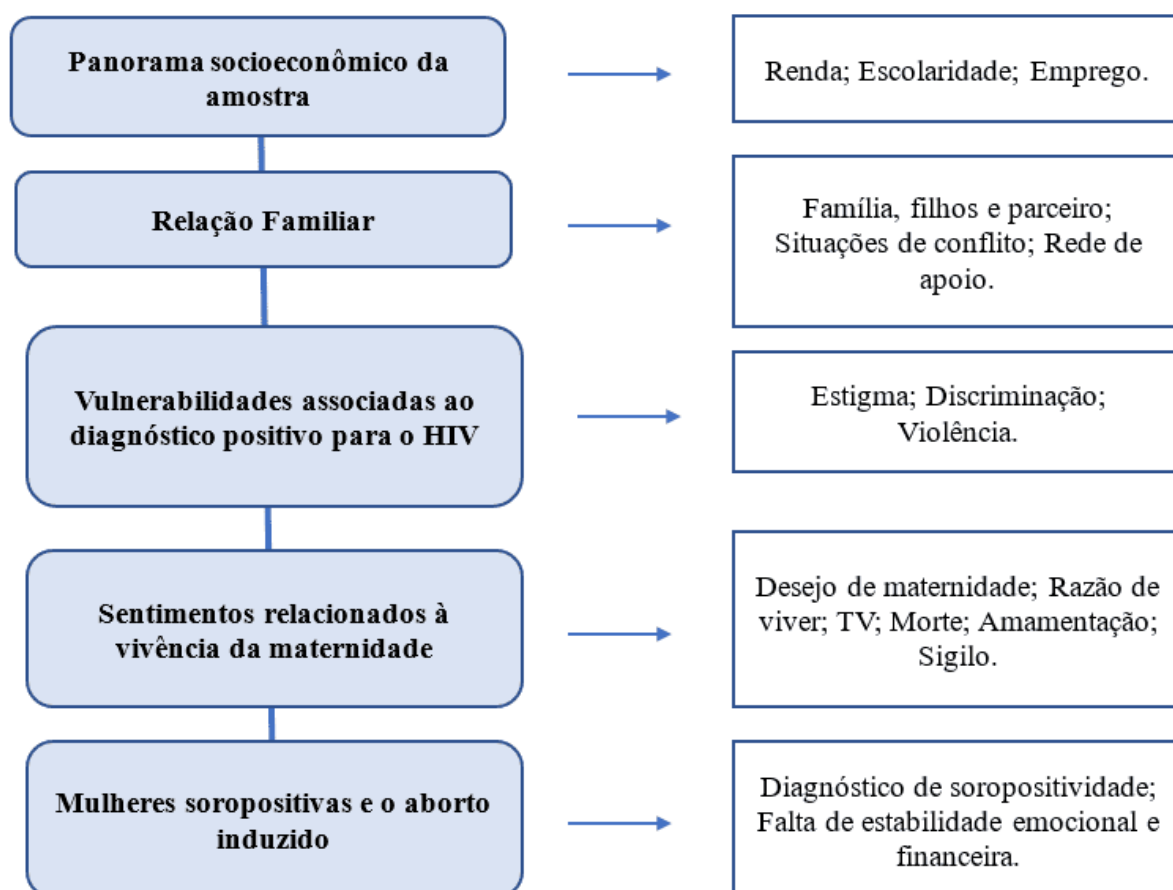 Panorama socioeconômico da
amostra
Renda; Escolaridade; Emprego.
Relação Familiar
Família, filhos e parceiro;
Situações de conflito; Rede de
apoio.
Vulnerabilidades associadas ao
diagnóstico positivo para o HIV
Estigma; Discriminação;
Violência.
Sentimentos relacionados à
vivência da maternidade
Desejo de maternidade; Razão de
viver; TV; Morte; Amamentação;
Sigilo.
Mulheres soropositivas e o aborto
induzido
Diagnóstico de soropositividade;
Falta de estabilidade emocional e
financeira.